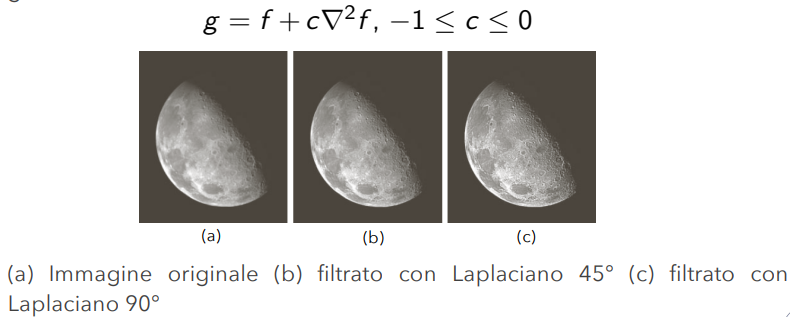 g = f + c∇²f, −1 ≤ c ≤ 0
(a) (b) (c)
(a) Immagine originale (b) filtrato con Laplaciano 45° (c) filtrato con
Laplaciano 90°